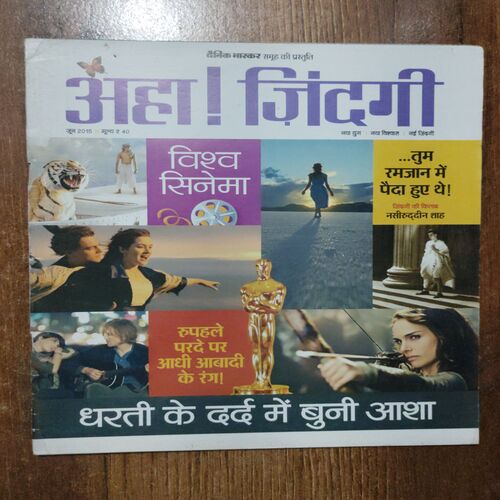 दैनिक भास्कर समूह की प्रस्तुति
अहा! ज़िंदगी
जून 2015 मूल्य ₹ 40
नया युग नया विश्वास नई ज़िंदगी
विश्व
सिनेमा
...तुम
रमजान में
पैदा हुए थे!
ज़िंदगी की किताब
नसीरुद्दीन शाह
रुपहले
परदे पर
आधी आबादी
के रंग!
धरती के दर्द में बुनी आशा